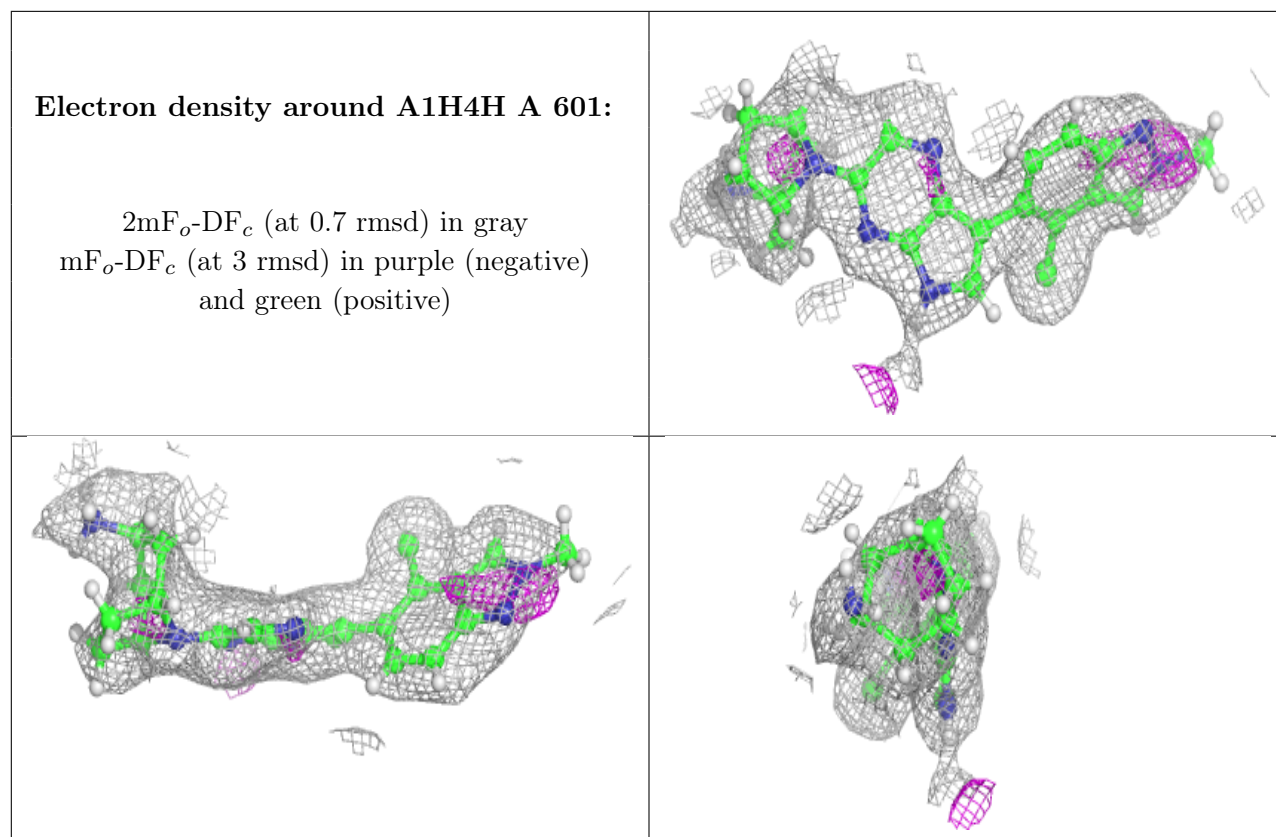 Electron density around A1H4H A 601:
2mFₒ-DF𝒸 (at 0.7 rmsd) in gray
mFₒ-DF𝒸 (at 3 rmsd) in purple (negative)
and green (positive)